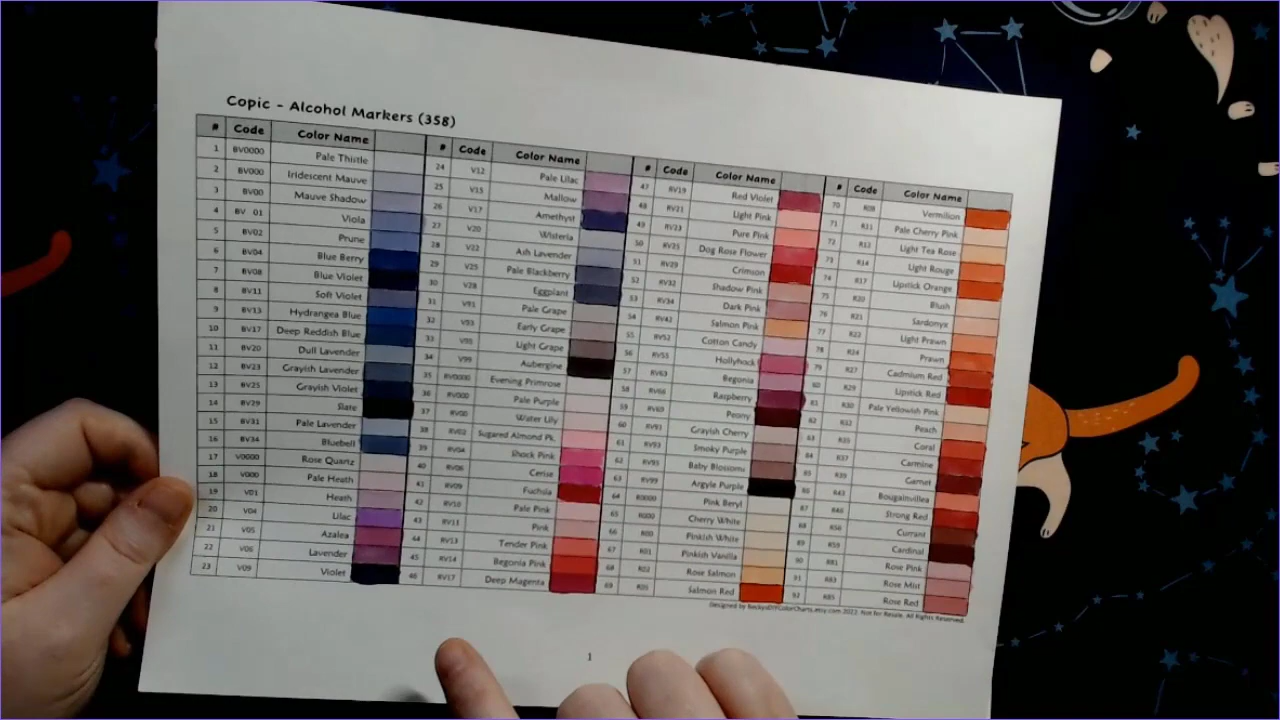 Copic - Alcohol Markers (358)
# Code Color Name
1 BV0000 Pale Thistle
2 BV000 Iridescent Mauve
3 BV00 Mauve Shadow
4 BV 01 Viola
5 BV02 Prune
6 BV04 Blue Berry
7 BV08 Blue Violet
8 BV11 Soft Violet
9 BV13 Hydrangea Blue
10 BV17 Deep Reddish Blue
11 BV20 Dull Lavender
12 BV23 Grayish Lavender
13 BV25 Grayish Violet
14 BV29 Slate
15 BV31 Pale Lavender
16 BV34 Bluebell
17 V0000 Rose Quartz
18 V000 Pale Heath
19 V01 Heath
20 V04 Lilac
21 V05 Azalea
22 V06 Lavender
23 V09 Violet
# Code Color Name
24 V12 Pale Lilac
25 V15 Mallow
26 V17 Amethyst
27 V20 Wisteria
28 V22 Ash Lavender
29 V25 Pale Blackberry
30 V28 Eggplant
31 V91 Pale Grape
32 V93 Early Grape
33 V95 Light Grape
34 V99 Aubergine
35 RV0000 Evening Primrose
36 RV000 Pale Purple
37 RV00 Water Lily
38 RV02 Sugared Almond Pk.
39 RV04 Shock Pink
40 RV06 Cerise
41 RV09 Fuchsia
42 RV10 Pale Pink
43 RV11 Pink
44 RV13 Tender Pink
45 RV14 Begonia Pink
46 RV17 Deep Magenta
# Code Color Name
47 RV19 Red Violet
48 RV21 Light Pink
49 RV23 Pure Pink
50 RV25 Dog Rose Flower
51 RV29 Crimson
52 RV32 Shadow Pink
53 RV34 Dark Pink
54 RV42 Salmon Pink
55 RV52 Cotton Candy
56 RV55 Hollyhock
57 RV63 Begonia
58 RV66 Raspberry
59 RV69 Peony
60 RV91 Grayish Cherry
61 RV93 Smoky Purple
62 RV95 Baby Blossoms
63 RV99 Argyle Purple
64 R0000 Pink Beryl
65 R000 Cherry White
66 R00 Pinkish White
67 R01 Pinkish Vanilla
68 R02 Rose Salmon
69 R05 Salmon Red
# Code Color Name
70 R08 Vermilion
71 R11 Pale Cherry Pink
72 R12 Light Tea Rose
73 R14 Light Rouge
74 R17 Lipstick Orange
75 R20 Blush
76 R21 Sardonyx
77 R22 Light Prawn
78 R24 Prawn
79 R27 Cadmium Red
80 R29 Lipstick Red
81 R30 Pale Yellowish Pink
82 R32 Peach
83 R35 Coral
84 R37 Carmine
85 R39 Garnet
86 R43 Bougainvillea
87 R46 Strong Red
88 R56 Currant
89 R59 Cardinal
90 R81 Rose Pink
91 R83 Rose Mist
92 R85 Rose Red
Designed by BeckysDIYColorCharts.etsy.com 2022. Not for Resale. All Rights Reserved.
1